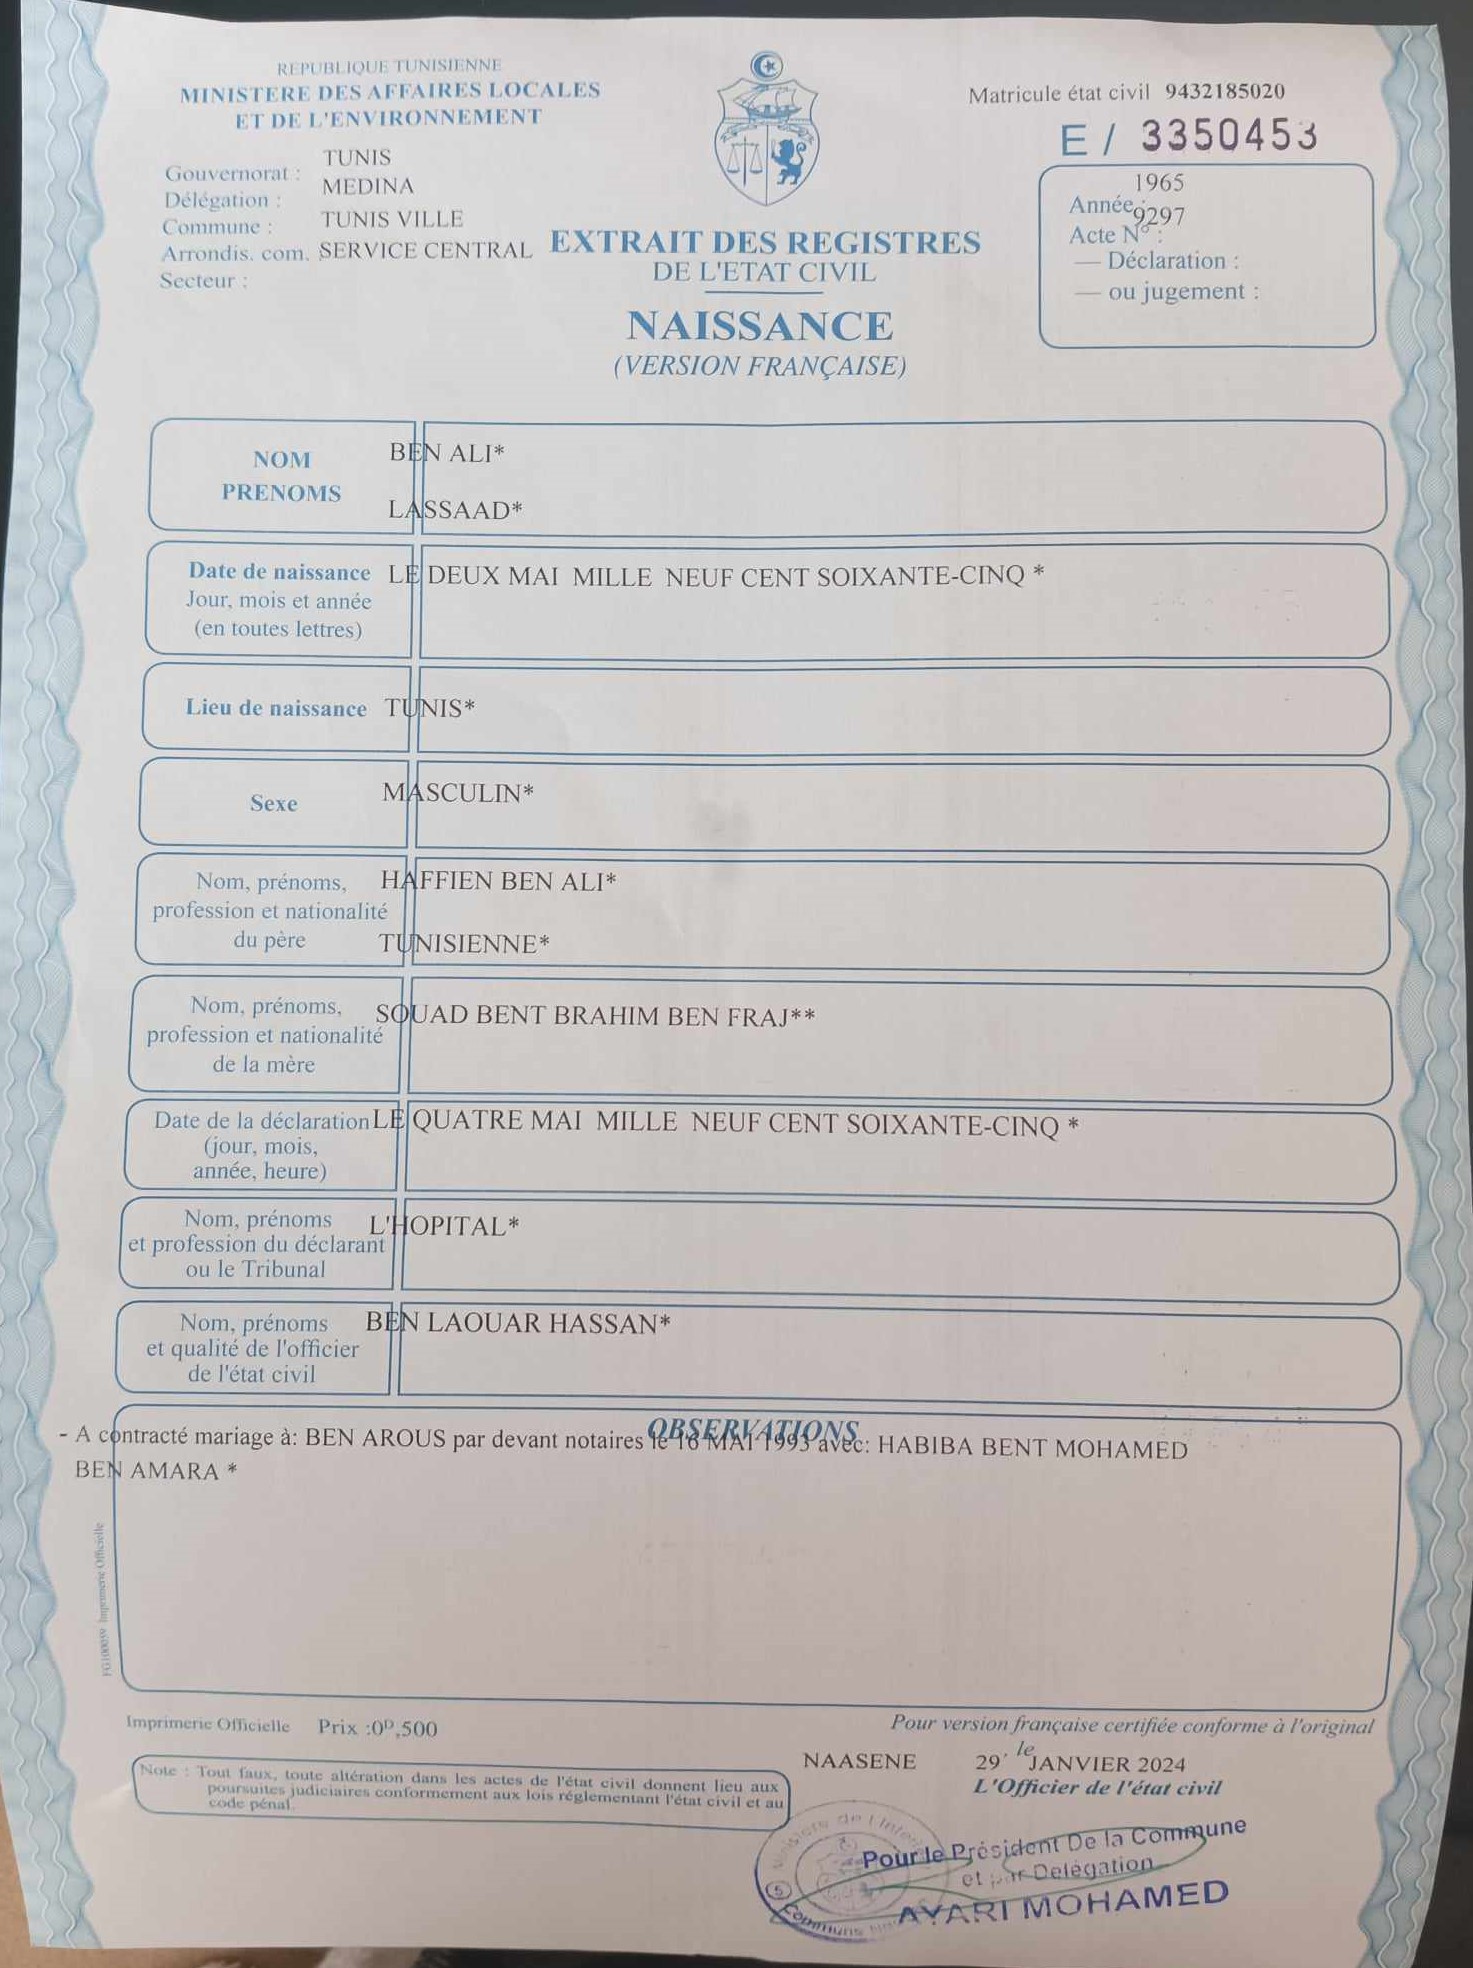 REPUBLIQUE TUNISIENNE
MINISTERE DES AFFAIRES LOCALES
ET DE L'ENVIRONNEMENT
Gouvernorat : TUNIS
Délégation : MEDINA
Commune : TUNIS VILLE
Arrondis. com. SERVICE CENTRAL
Secteur :
Matricule état civil 9432185020
E / 3350453
Année : 1965
Acte N° : 9297
— Déclaration :
— ou jugement :
EXTRAIT DES REGISTRES
DE L'ETAT CIVIL
NAISSANCE
(VERSION FRANÇAISE)
NOM BEN ALI*
PRENOMS LASSAAD*
Date de naissance LE DEUX MAI MILLE NEUF CENT SOIXANTE-CINQ *
Jour, mois et année
(en toutes lettres)
Lieu de naissance TUNIS*
Sexe MASCULIN*
Nom, prénoms, HAFFIEN BEN ALI*
profession et nationalité
du père TUNISIENNE*
Nom, prénoms, SOUAD BENT BRAHIM BEN FRAJ**
profession et nationalité
de la mère
Date de la déclaration LE QUATRE MAI MILLE NEUF CENT SOIXANTE-CINQ *
(jour, mois,
année, heure)
Nom, prénoms L'HOPITAL*
et profession du déclarant
ou le Tribunal
Nom, prénoms BEN LAOUAR HASSAN*
et qualité de l'officier
de l'état civil
OBSERVATIONS
- A contracté mariage à: BEN AROUS par devant notaires le 16 MAI 1993 avec: HABIBA BENT MOHAMED
BEN AMARA *
FG100059 Imprimerie Officielle
Imprimerie Officielle Prix :0ᴰ,500
Pour version française certifiée conforme à l'original
NAASENE le 29 JANVIER 2024
L'Officier de l'état civil
Note : Tout faux, toute altération dans les actes de l'état civil donnent lieu aux
poursuites judiciaires conformement aux lois réglementant l'état civil et au
code pénal.
Ministère de l'Interieur
Commune
5
Pour le Président De la Commune
et par Delégation
AYARI MOHAMED